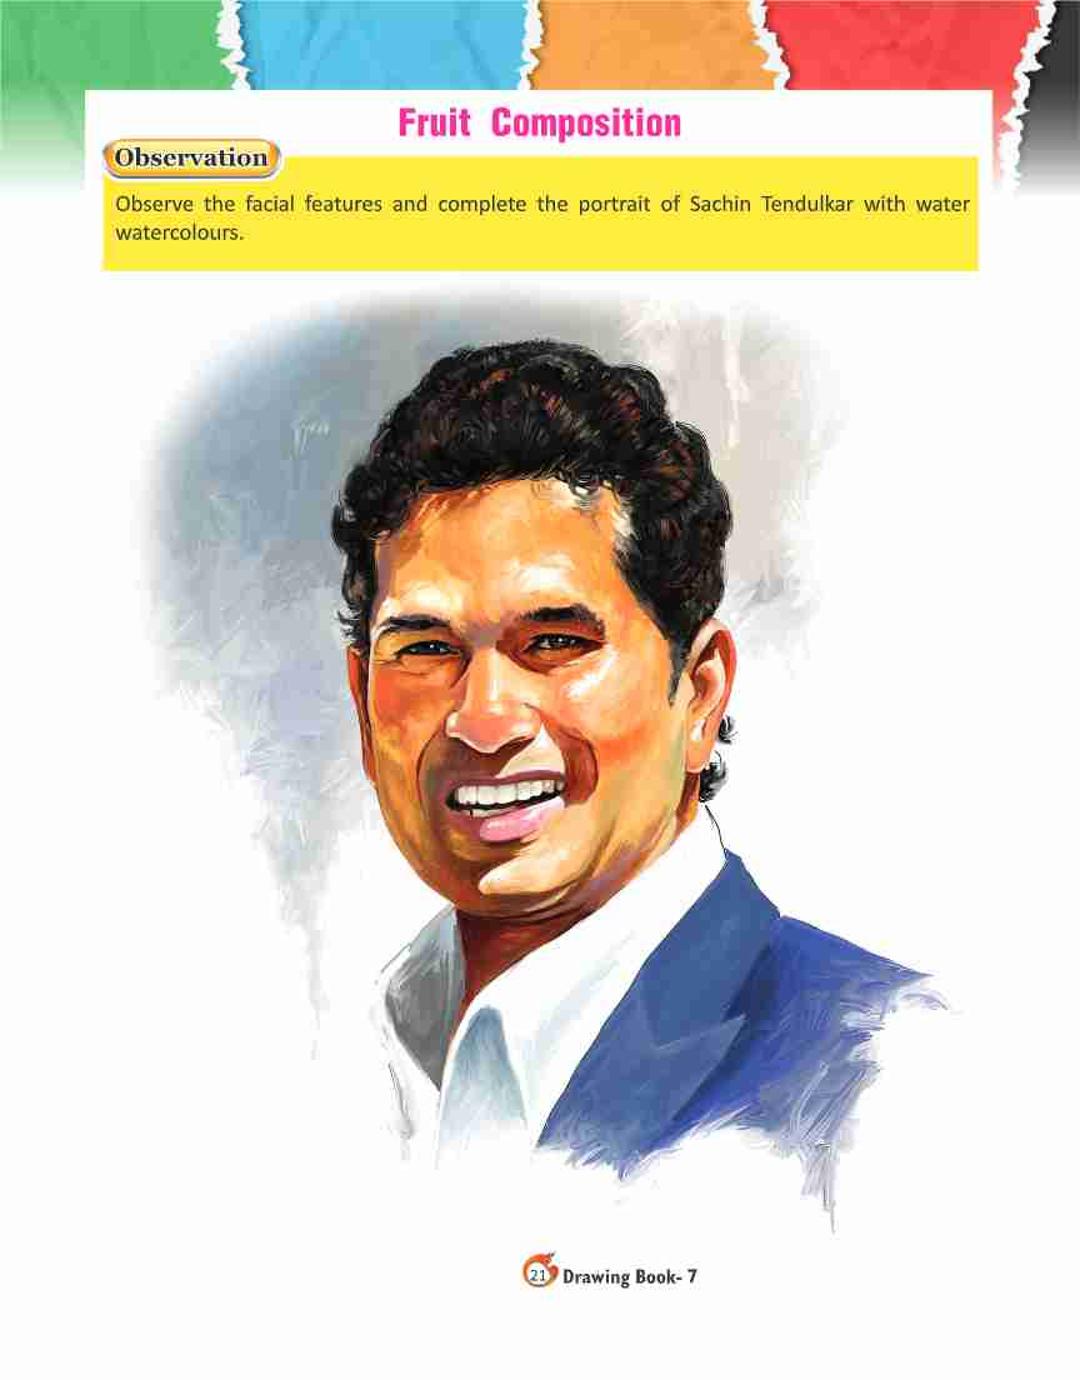 Fruit Composition
Observation
Observe the facial features and complete the portrait of Sachin Tendulkar with water
watercolours.
21 Drawing Book- 7